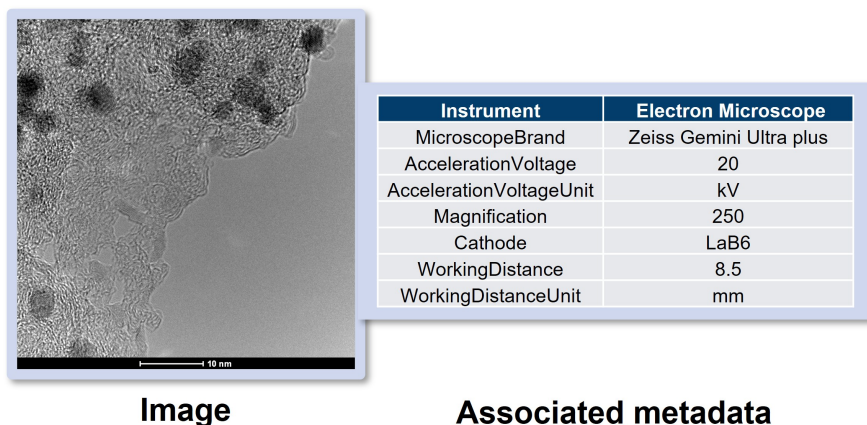 Instrument Electron Microscope
MicroscopeBrand Zeiss Gemini Ultra plus
AccelerationVoltage 20
AccelerationVoltageUnit kV
Magnification 250
Cathode LaB6
WorkingDistance 8.5
WorkingDistanceUnit mm
10 nm
Image
Associated metadata